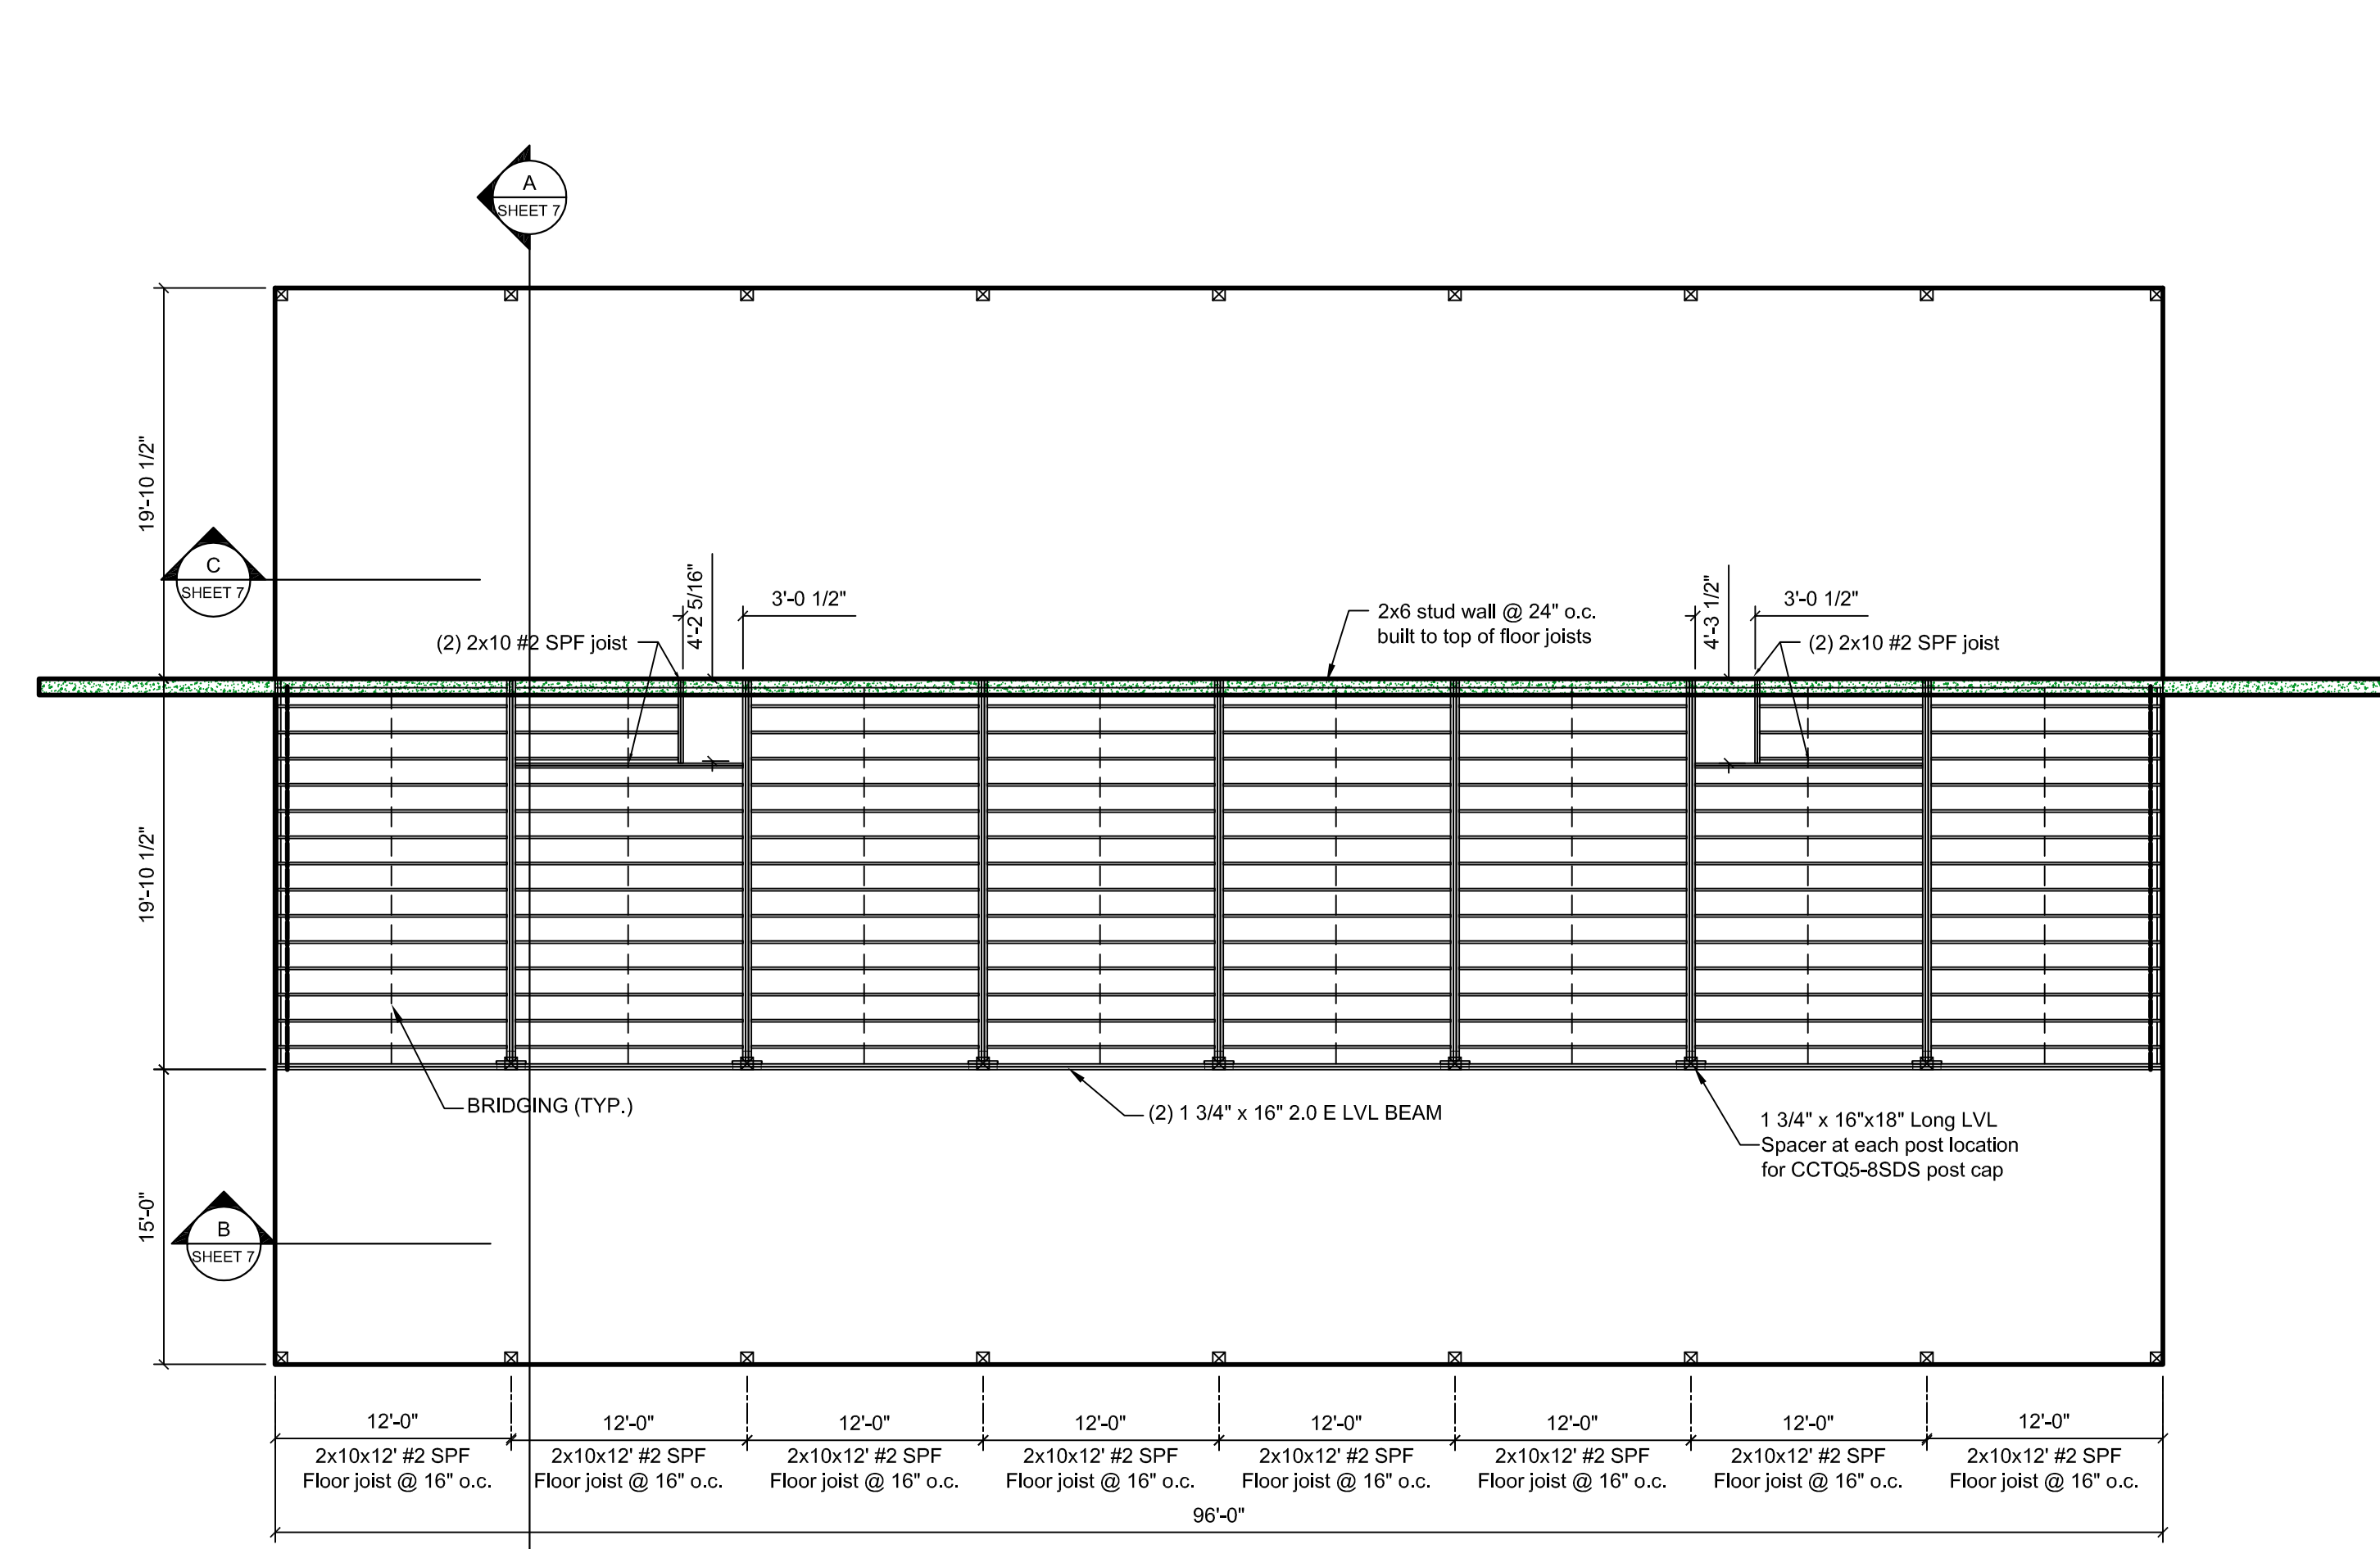 A
SHEET 7
19'-10 1/2"
C
SHEET 7
4'-2 5/16"
3'-0 1/2"
(2) 2x10 #2 SPF joist
2x6 stud wall @ 24" o.c.
built to top of floor joists
4'-3 1/2"
3'-0 1/2"
(2) 2x10 #2 SPF joist
19'-10 1/2"
BRIDGING (TYP.)
(2) 1 3/4" x 16" 2.0 E LVL BEAM
1 3/4" x 16"x18" Long LVL
Spacer at each post location
for CCTQ5-8SDS post cap
15'-0"
B
SHEET 7
12'-0"
2x10x12' #2 SPF
Floor joist @ 16" o.c.
12'-0"
2x10x12' #2 SPF
Floor joist @ 16" o.c.
12'-0"
2x10x12' #2 SPF
Floor joist @ 16" o.c.
12'-0"
2x10x12' #2 SPF
Floor joist @ 16" o.c.
12'-0"
2x10x12' #2 SPF
Floor joist @ 16" o.c.
12'-0"
2x10x12' #2 SPF
Floor joist @ 16" o.c.
12'-0"
2x10x12' #2 SPF
Floor joist @ 16" o.c.
12'-0"
2x10x12' #2 SPF
Floor joist @ 16" o.c.
96'-0"